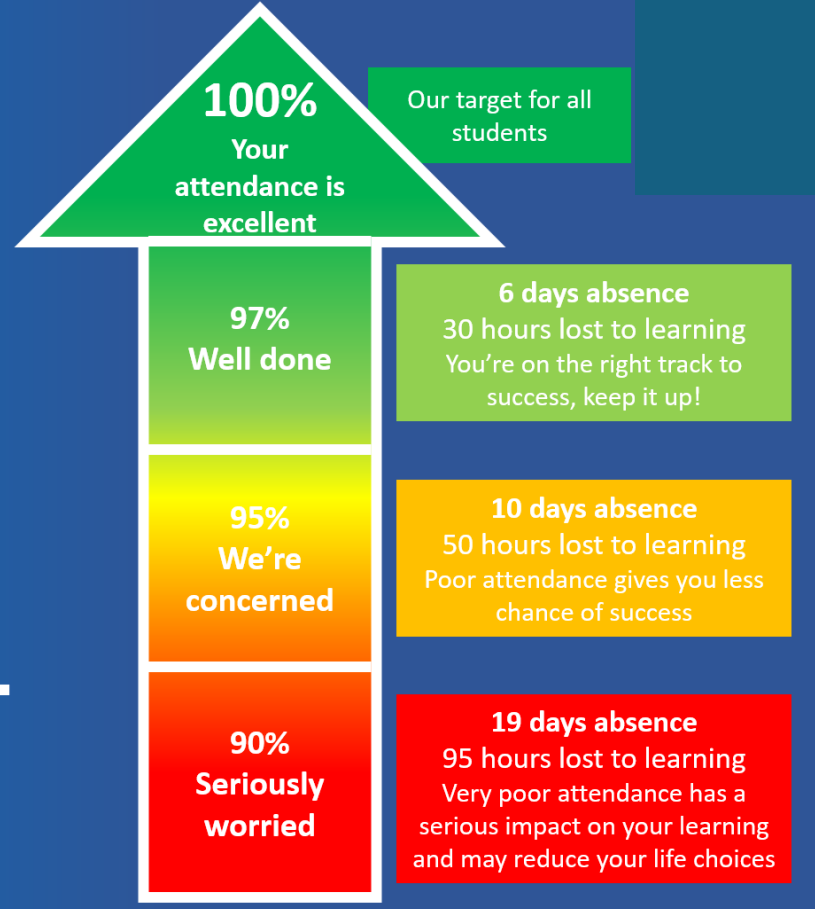 100%
Your
attendance is
excellent
Our target for all
students
97%
Well done
6 days absence
30 hours lost to learning
You're on the right track to
success, keep it up!
95%
We're
concerned
10 days absence
50 hours lost to learning
Poor attendance gives you less
chance of success
90%
Seriously
worried
19 days absence
95 hours lost to learning
Very poor attendance has a
serious impact on your learning
and may reduce your life choices